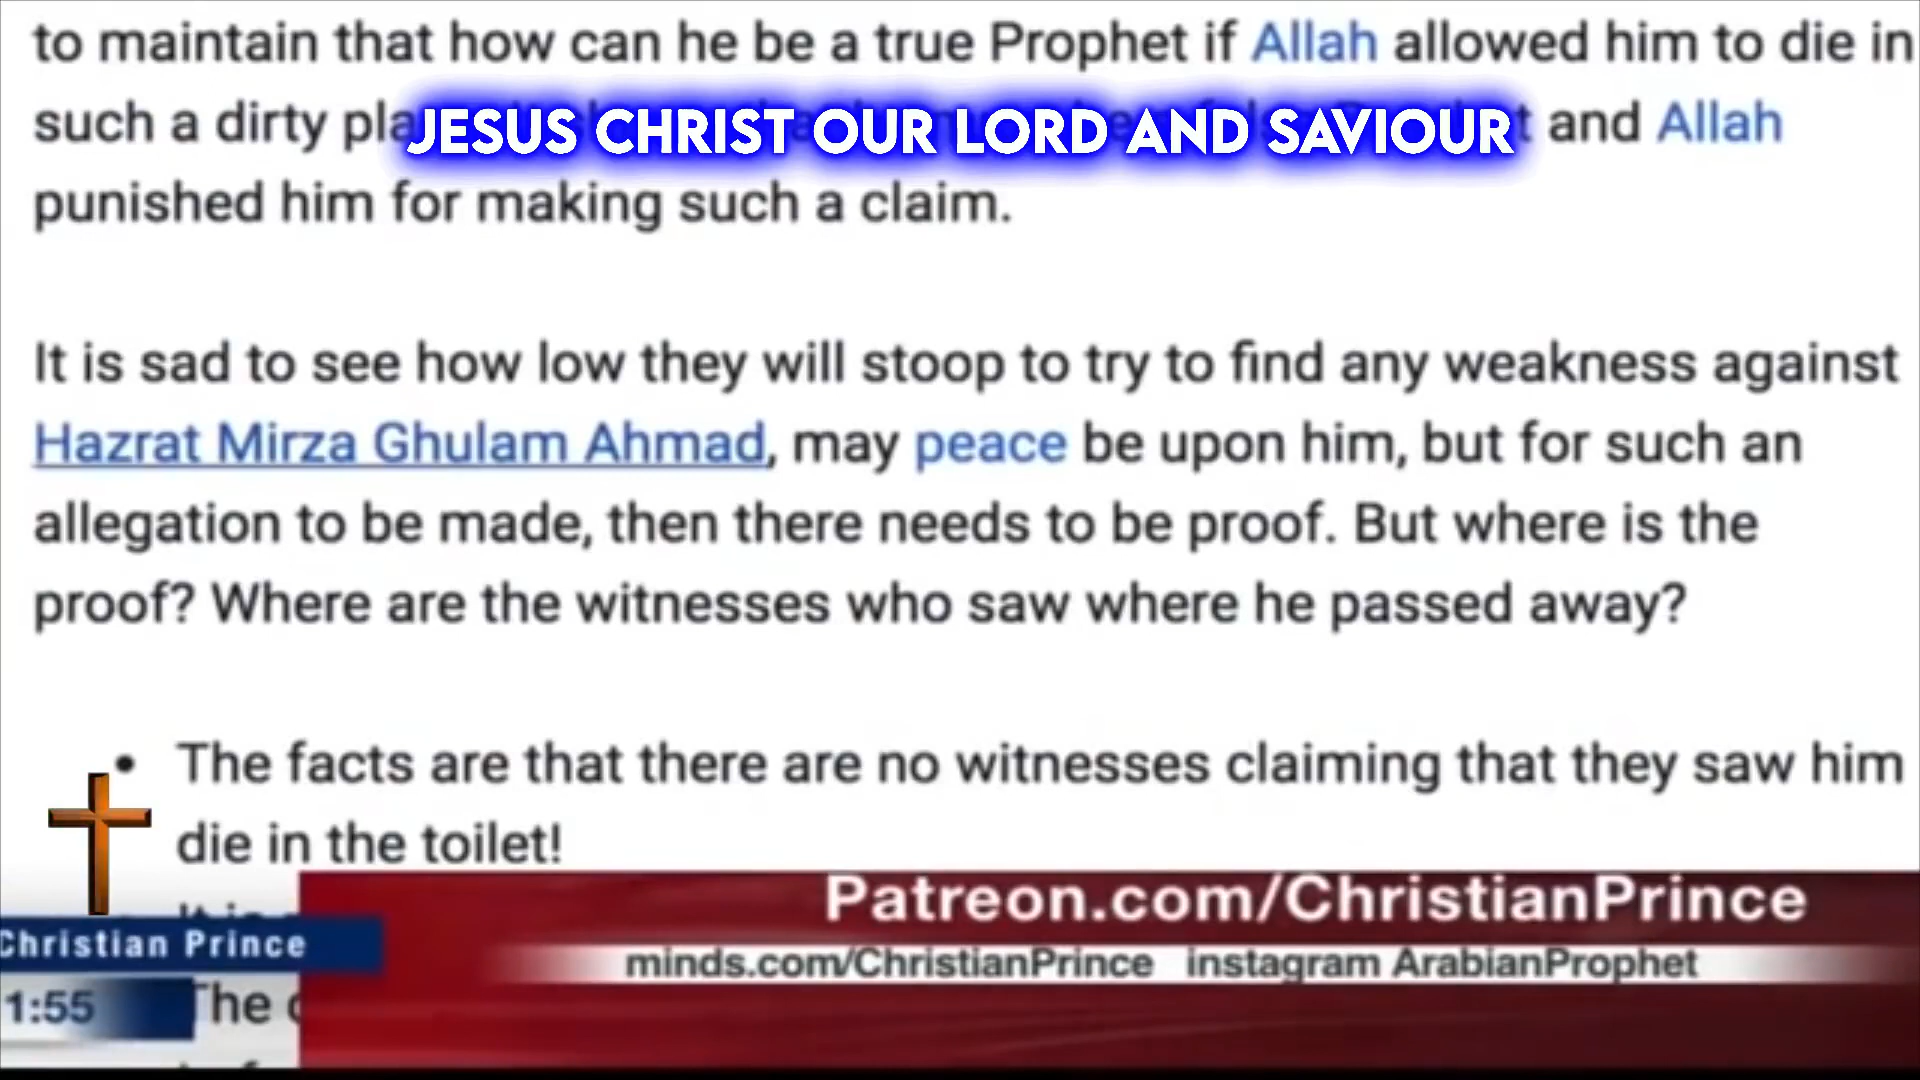 to maintain that how can he be a true Prophet if Allah allowed him to die in
such a dirty and Allah
JESUS CHRIST OUR LORD AND SAVIOUR
punished him for making such a claim.
It is sad to see how low they will stoop to try to find any weakness against
Hazrat Mirza Ghulam Ahmad, may peace be upon him, but for such an
allegation to be made, then there needs to be proof. But where is the
proof? Where are the witnesses who saw where he passed away?
• The facts are that there are no witnesses claiming that they saw him
die in the toilet!
Patreon.com/ChristianPrince
Christian Prince
minds.com/ChristianPrince instagram ArabianProphet
1:55 The